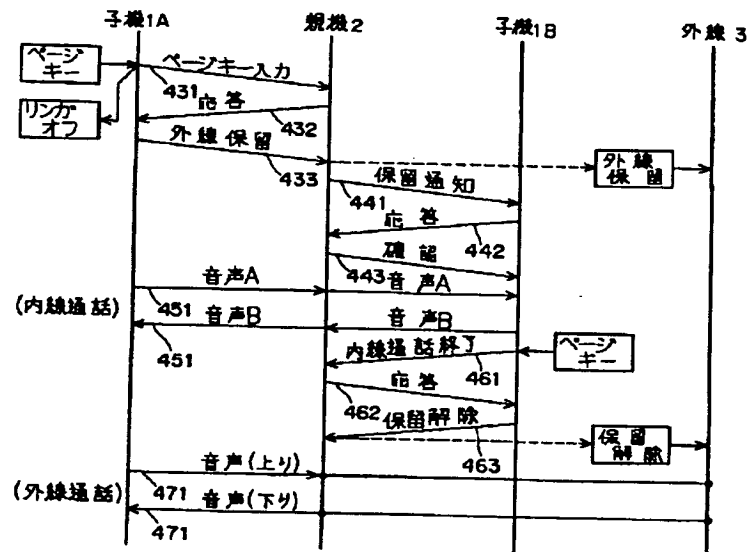 子機1A
親機2
子機1B
外線3
ページ
キー
ページキー入力
431
リンガ
オフ
応答
432
外線保留
433
外線
保留
保留通知
441
応答
442
確認
443
音声A
音声A
451
(内線通話)
音声B
音声B
451
内線通話終了
461
ページ
キー
応答
462
保留解除
463
保留
解除
音声(上り)
471
(外線通話)
音声(下り)
471